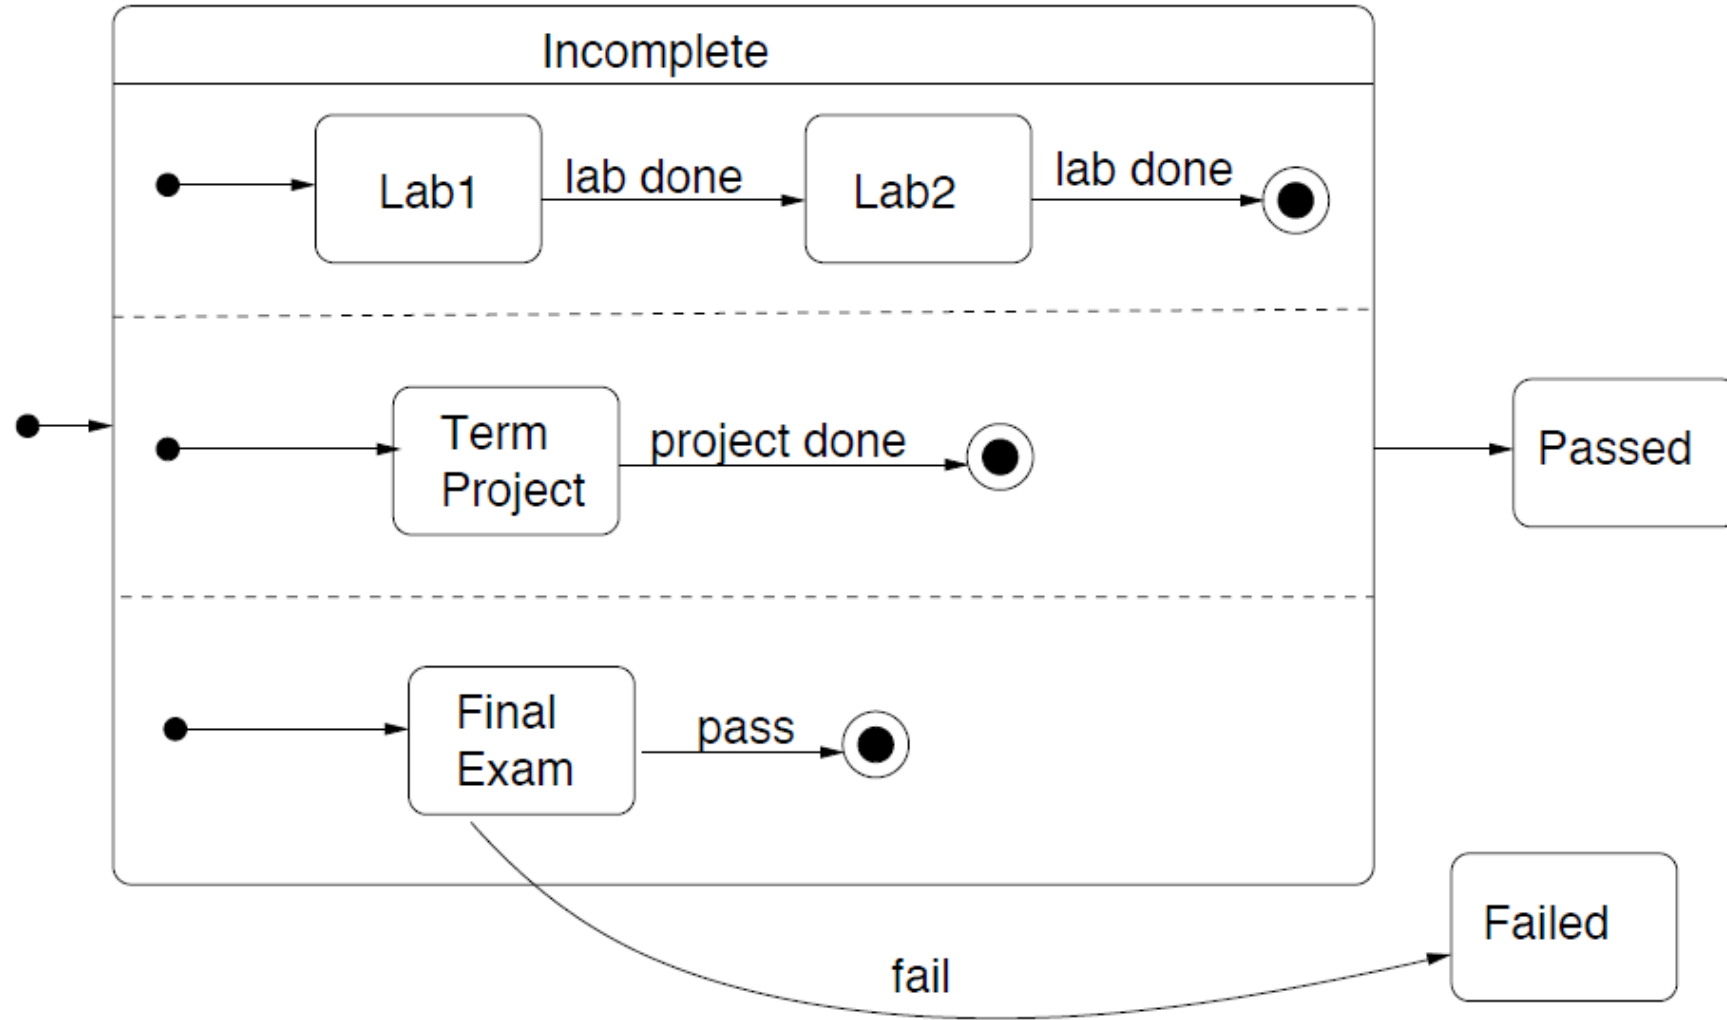 Incomplete
Lab1
lab done
Lab2
lab done
Term
Project
project done
Passed
Final
Exam
pass
Failed
fail